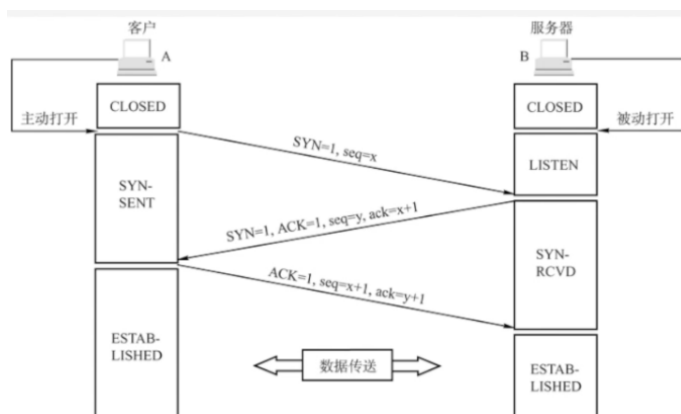 客户
服务器
A
B
CLOSED
CLOSED
主动打开
被动打开
SYN=1, seq=x
LISTEN
SYN-
SENT
SYN=1, ACK=1, seq=y, ack=x+1
SYN-
RCVD
ACK=1, seq=x+1, ack=y+1
ESTAB-
LISHED
数据传送
ESTAB-
LISHED